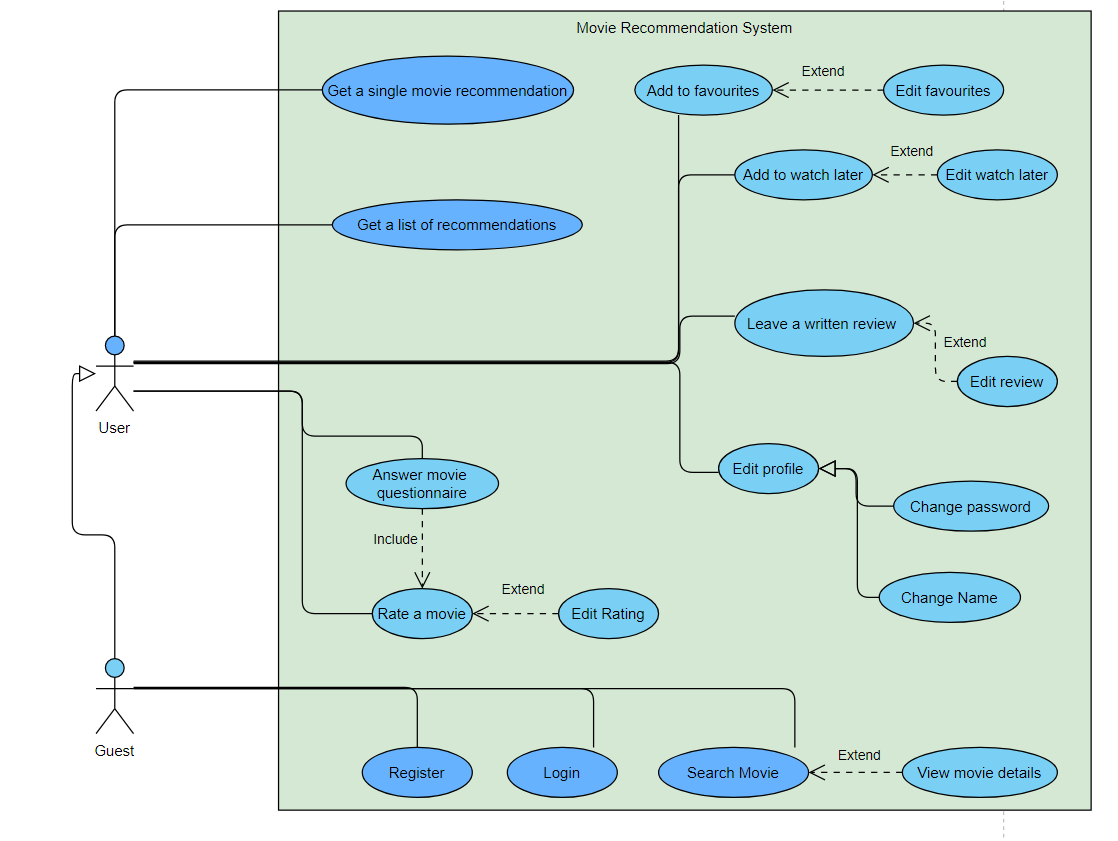 Movie Recommendation System
Get a single movie recommendation
Add to favourites
Extend
Edit favourites
Add to watch later
Extend
Edit watch later
Get a list of recommendations
Leave a written review
Extend
Edit review
User
Answer movie
questionnaire
Edit profile
Change password
Include
Change Name
Rate a movie
Extend
Edit Rating
Guest
Register
Login
Search Movie
Extend
View movie details